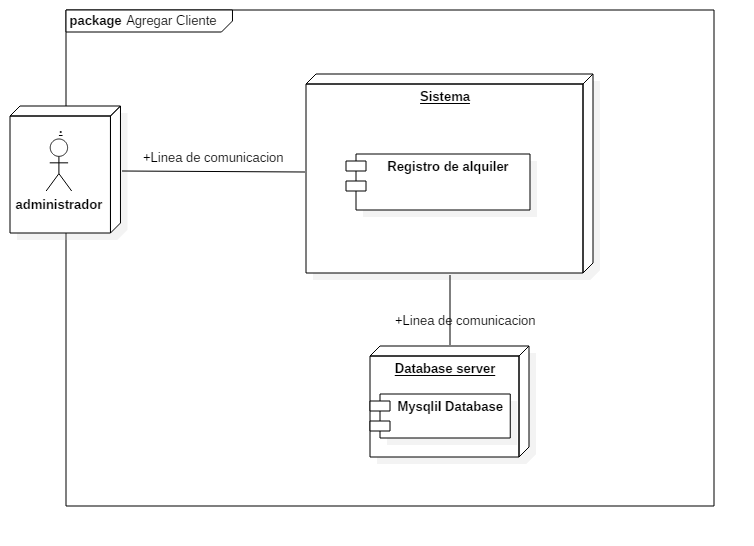 package Agregar Cliente
Sistema
+Linea de comunicacion
Registro de alquiler
administrador
+Linea de comunicacion
Database server
Mysqlil Database